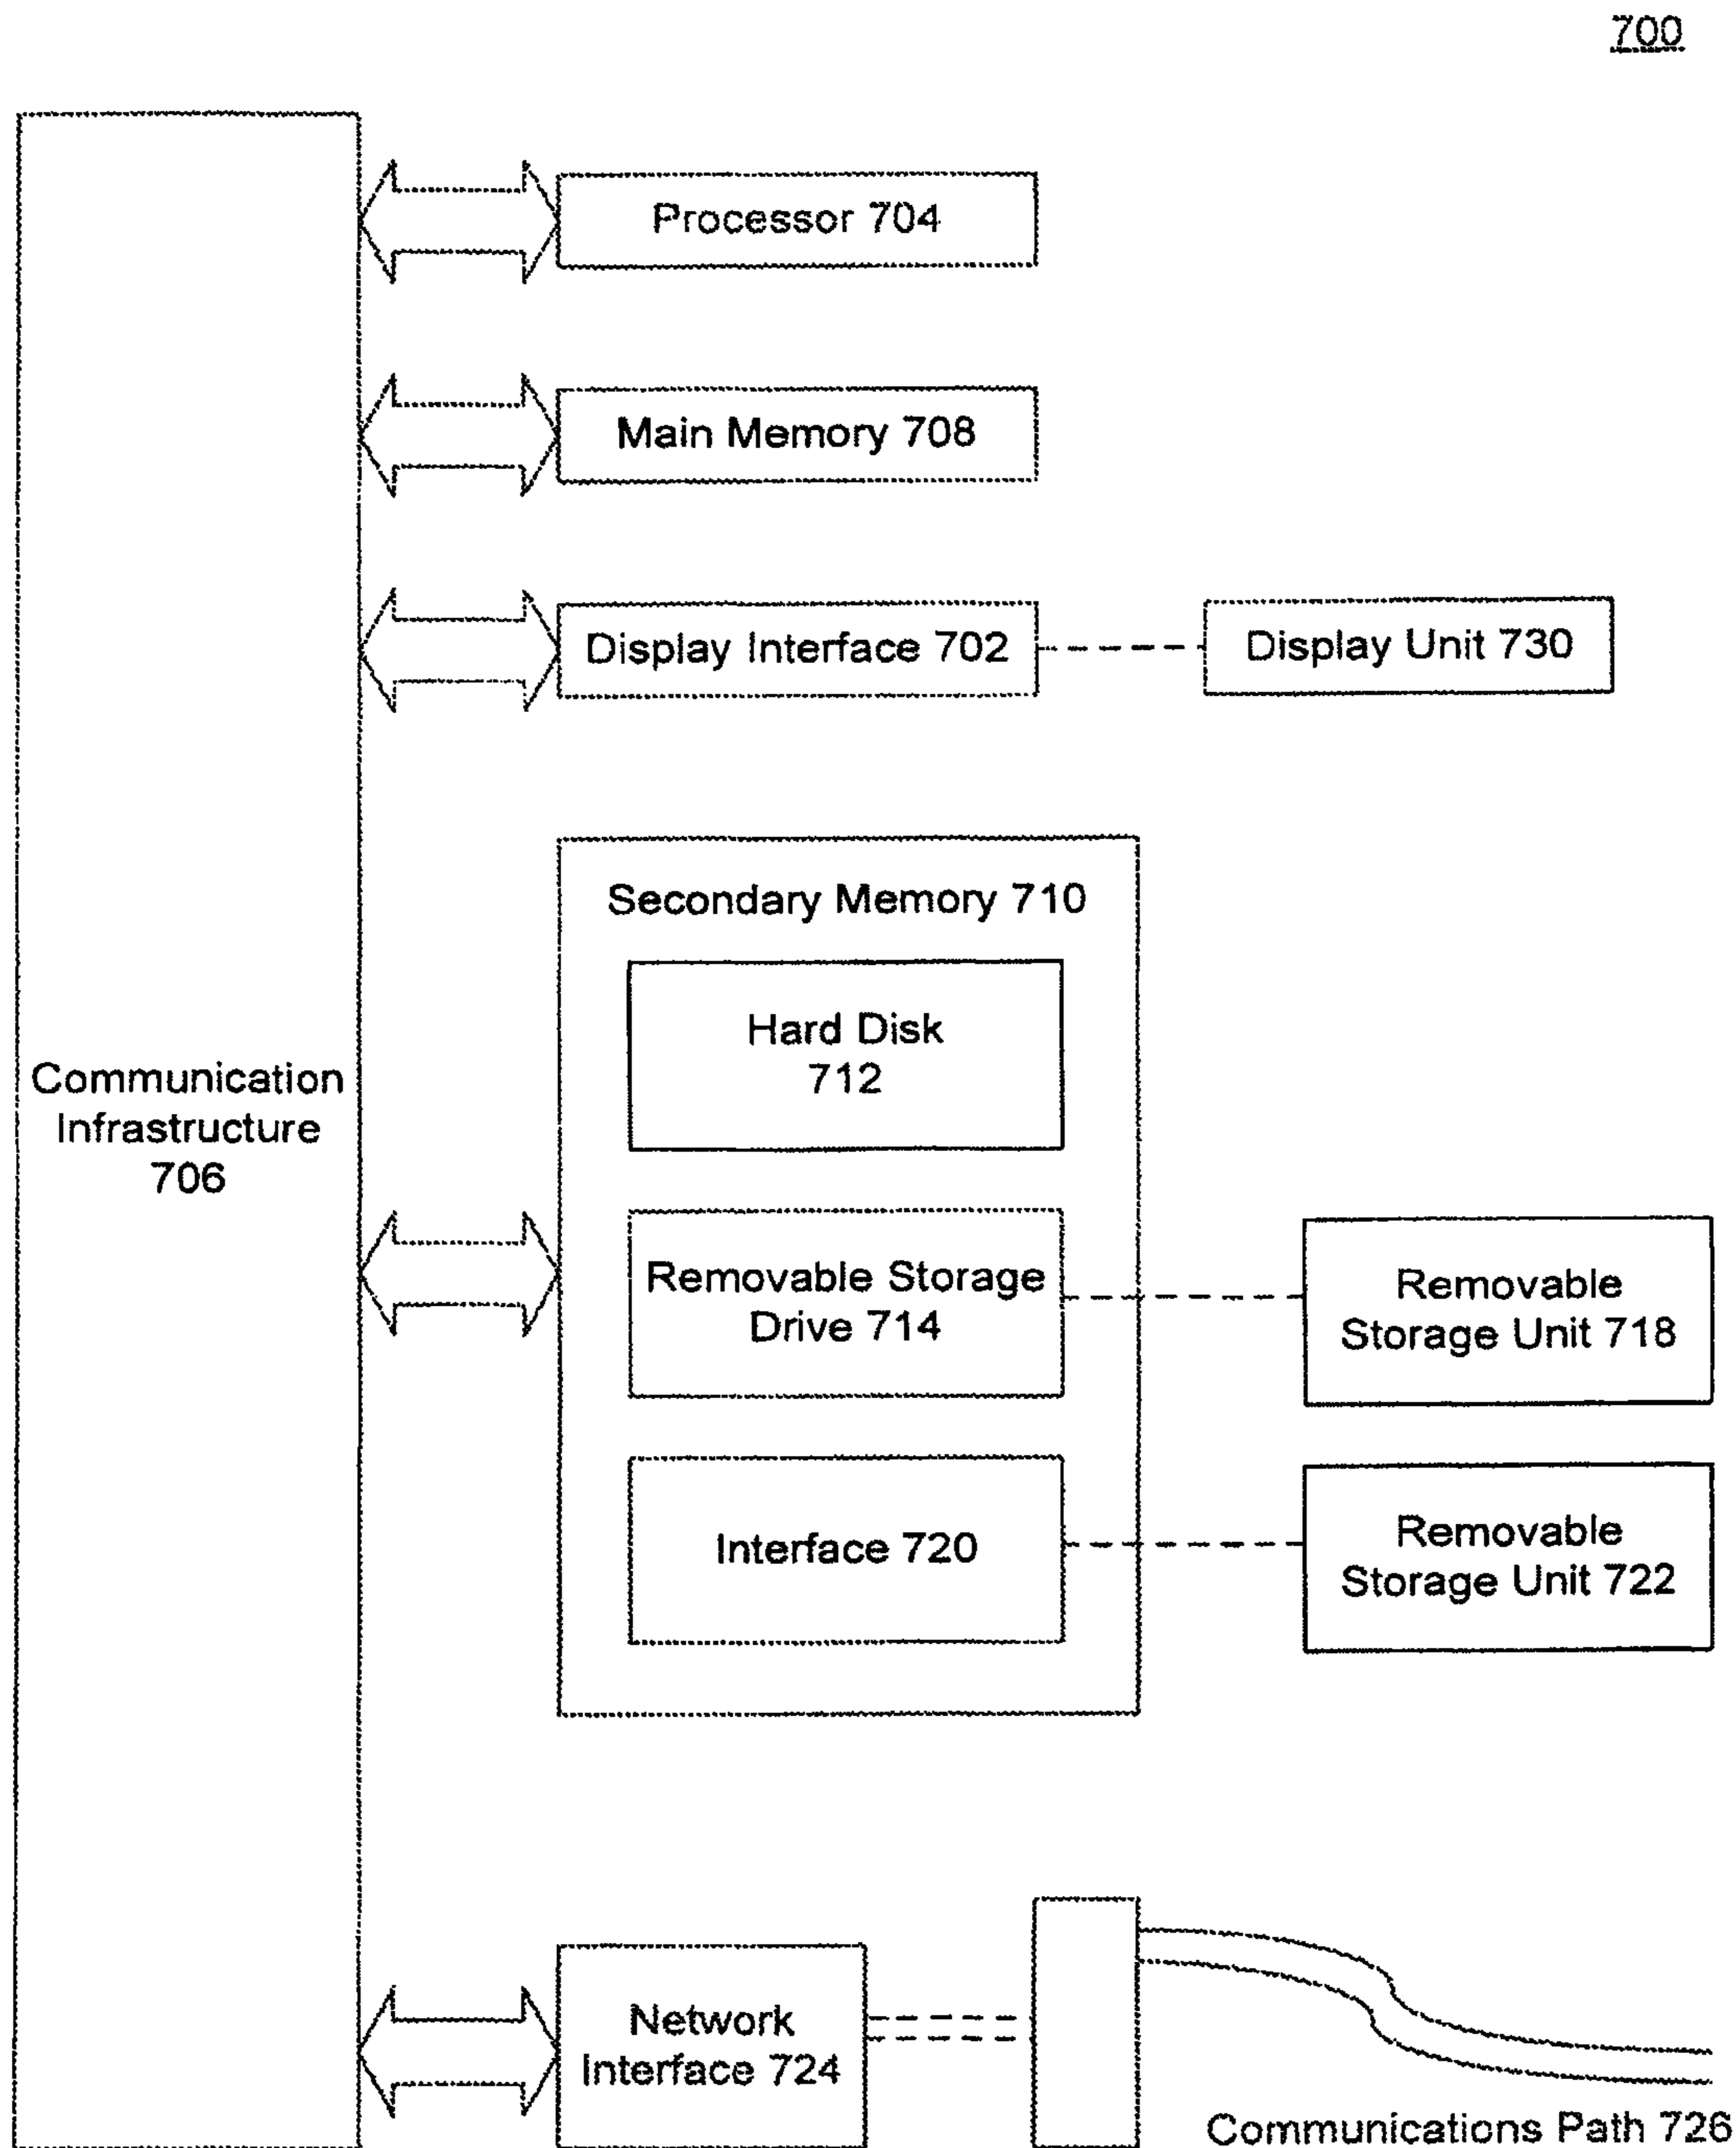 700
Processor 704
Main Memory 708
Display Interface 702
Display Unit 730
Secondary Memory 710
Hard Disk
712
Communication
Infrastructure
706
Removable Storage
Drive 714
Removable
Storage Unit 718
Interface 720
Removable
Storage Unit 722
Network
Interface 724
Communications Path 726